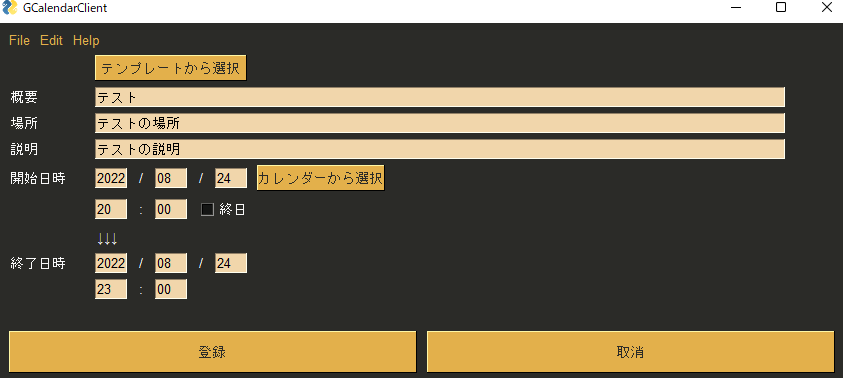 GCalendarClient
File Edit Help
テンプレートから選択
概要 テスト
場所 テストの場所
説明 テストの説明
開始日時 2022 / 08 / 24 カレンダーから選択
20 : 00 終日
↓↓↓
終了日時 2022 / 08 / 24
23 : 00
登録 取消